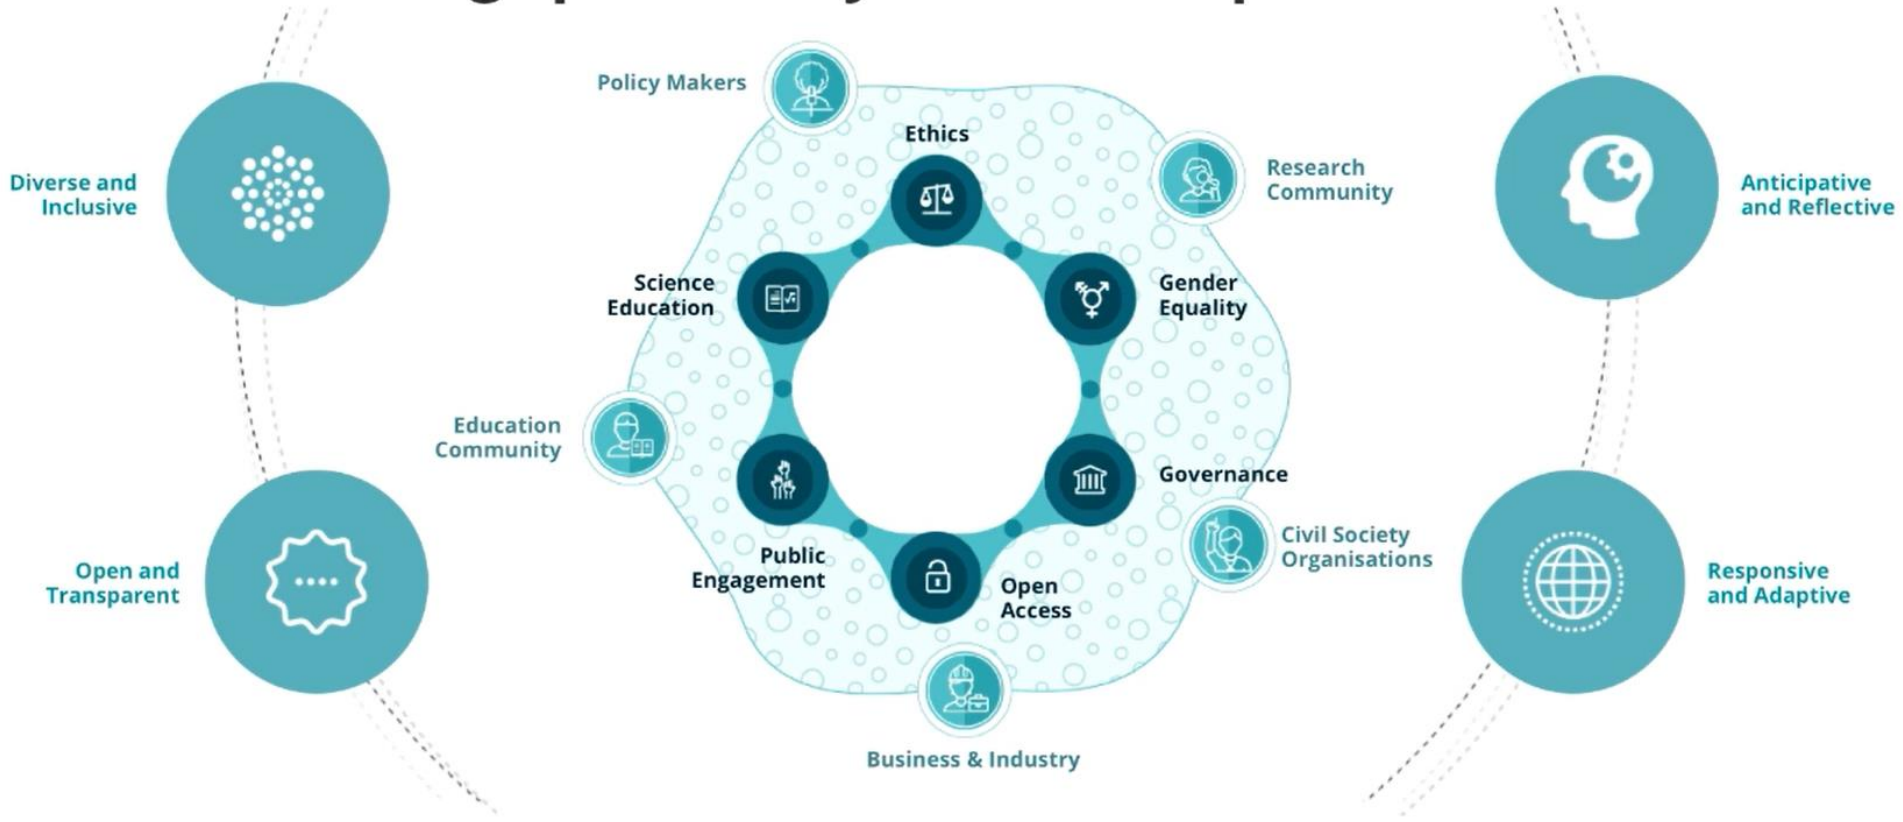 Policy Makers
Ethics
Research
Community
Diverse and
Inclusive
Anticipative
and Reflective
Science
Education
Gender
Equality
Education
Community
Governance
Civil Society
Organisations
Public
Engagement
Open
Access
Open and
Transparent
Responsive
and Adaptive
Business & Industry